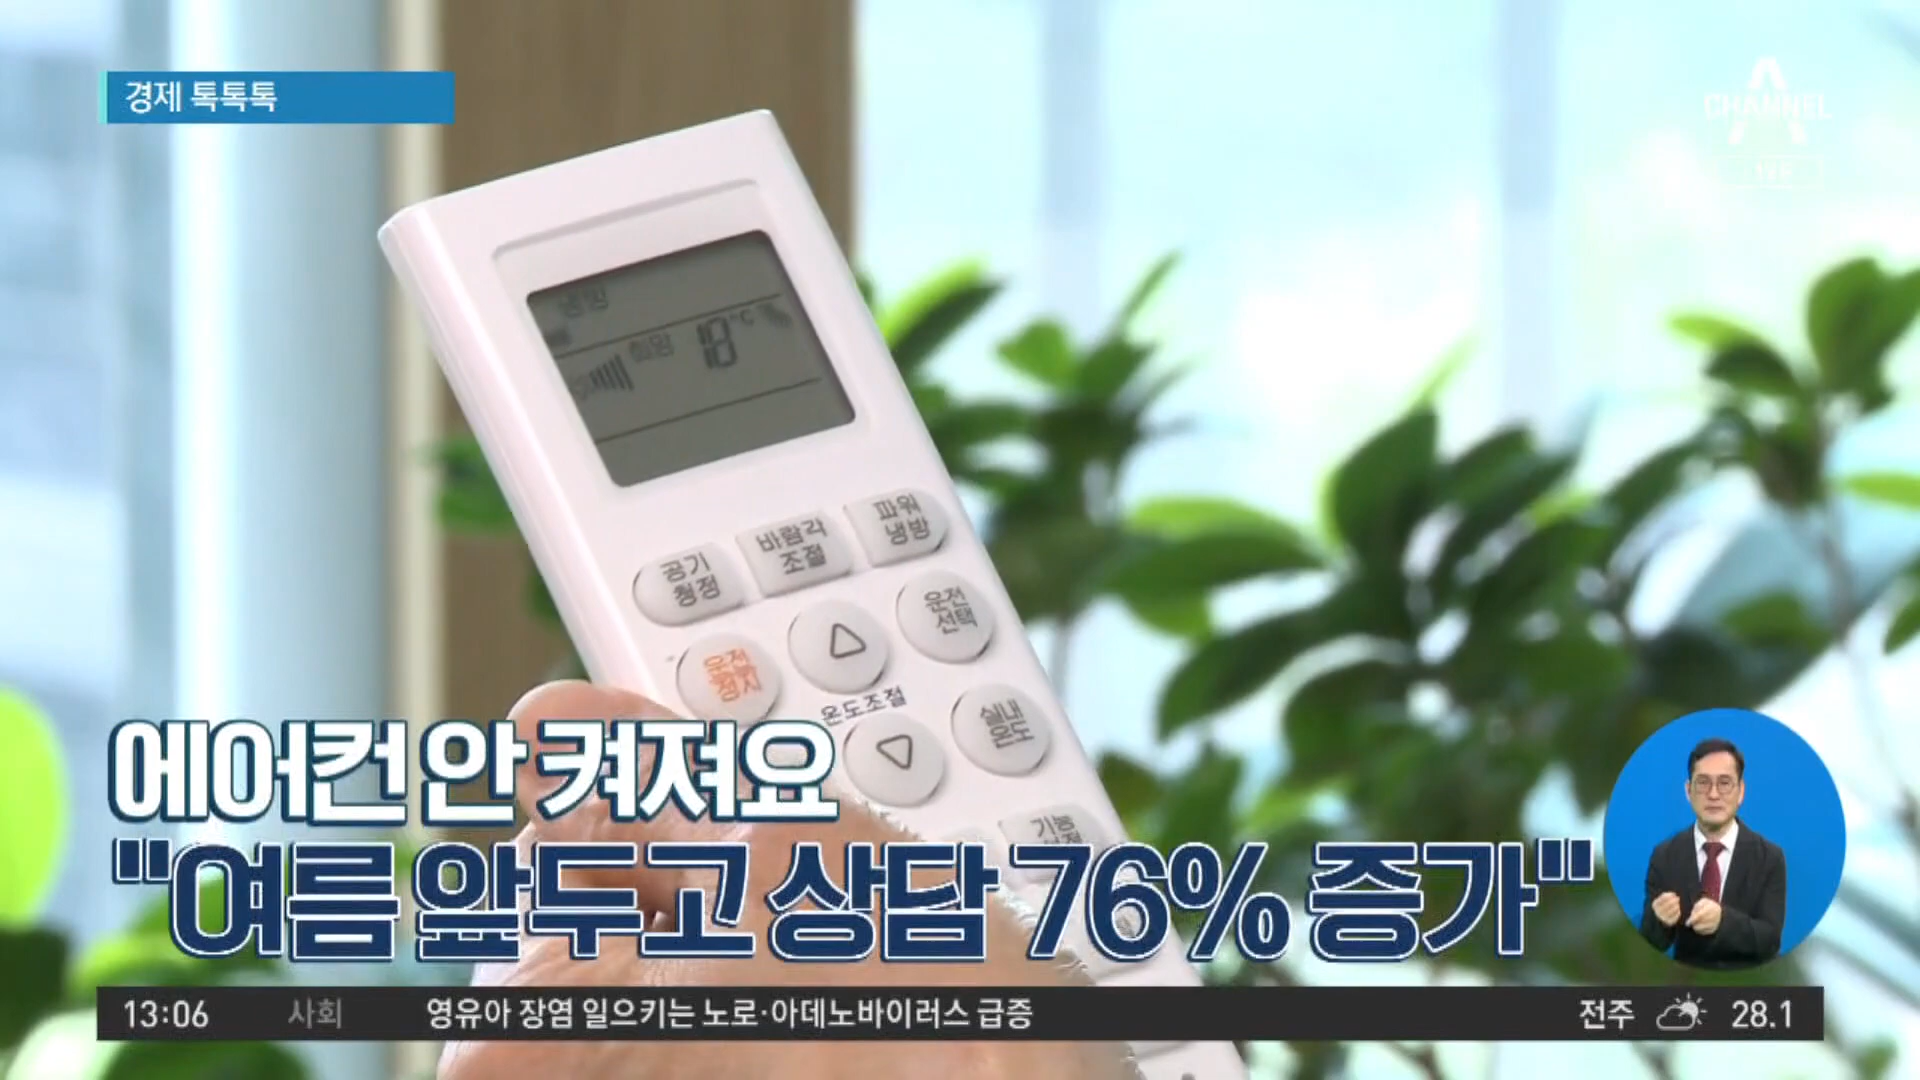 경제 톡톡톡
CHANNEL A
냉방
희망 18℃
공기
청정
바람각
조절
파워
냉방
운전
정지
운전
선택
온도조절
실내
온도
기능
에어컨 안 켜져요
"여름 앞두고 상담 76% 증가"
13:06 사회 영유아 장염 일으키는 노로·아데노바이러스 급증 전주 28.1